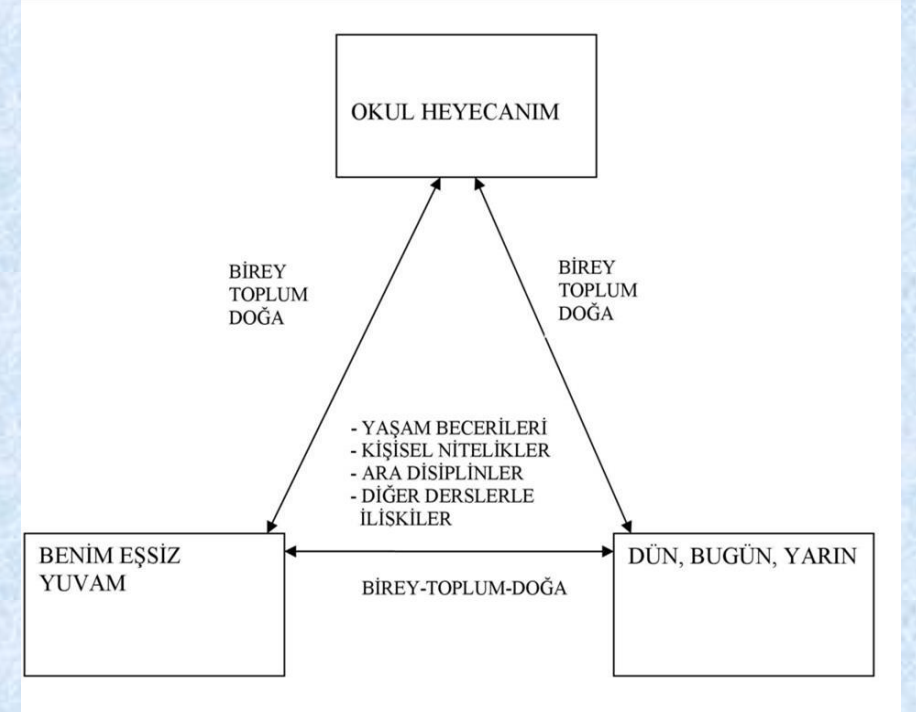 OKUL HEYECANIM
BİREY
TOPLUM
DOĞA
BİREY
TOPLUM
DOĞA
- YAŞAM BECERİLERİ
- KİŞİSEL NİTELİKLER
- ARA DİSİPLİNLER
- DİĞER DERSLERLE
İLİŞKİLER
BENİM EŞSİZ
YUVAM
DÜN, BUGÜN, YARIN
BİREY-TOPLUM-DOĞA